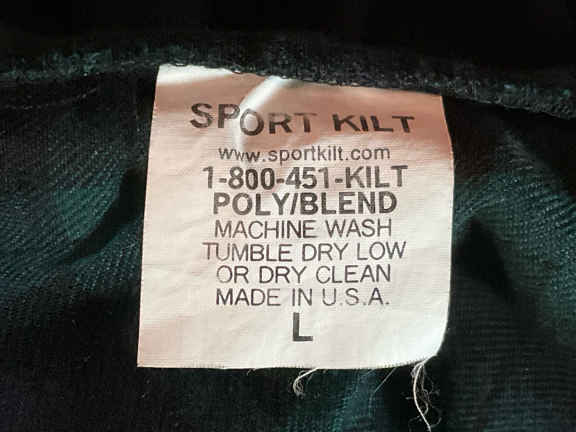 SPORT KILT
www.sportkilt.com
1-800-451-KILT
POLY/BLEND
MACHINE WASH
TUMBLE DRY LOW
OR DRY CLEAN
MADE IN U.S.A.
L